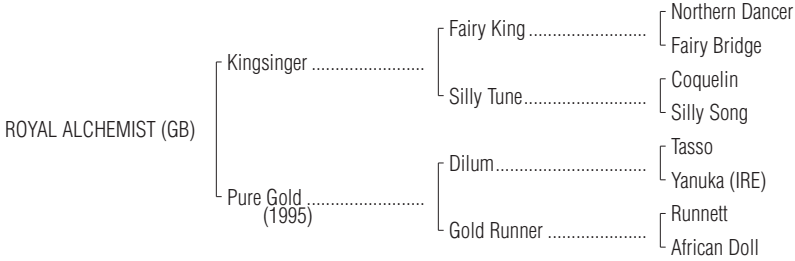 Northern Dancer
Fairy King ........................
Fairy Bridge
Kingsinger ........................
Coquelin
Silly Tune..........................
Silly Song
ROYAL ALCHEMIST (GB)
Tasso
Dilum................................
Yanuka (IRE)
Pure Gold .........................
(1995)
Runnett
Gold Runner .....................
African Doll